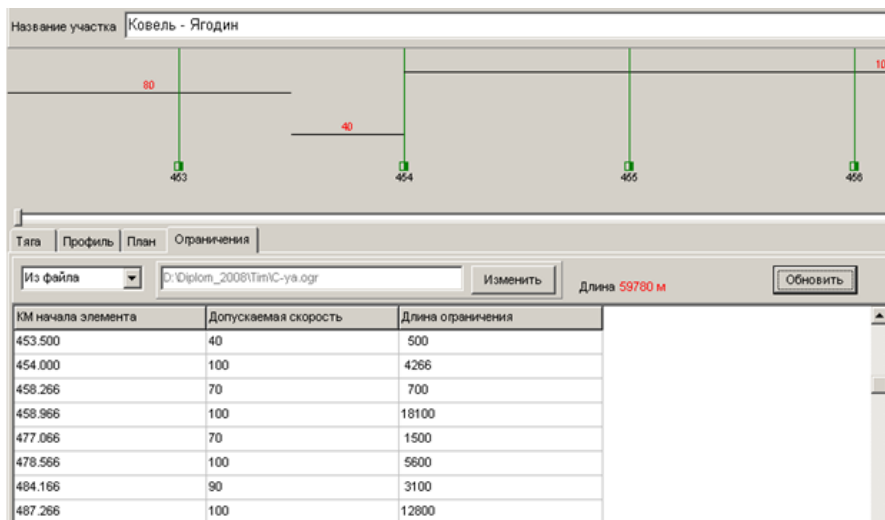 Название участка Ковель - Ягодин
10
80
40
453 454 455 456
Тяга Профиль План Ограничения
Из файла D:\Diplom_2008\Tim\C-ya.ogr Изменить Длина 59780 м Обновить
КМ начала элемента Допускаемая скорость Длина ограничения
453.500 40 500
454.000 100 4266
458.266 70 700
458.966 100 18100
477.066 70 1500
478.566 100 5600
484.166 90 3100
487.266 100 12800